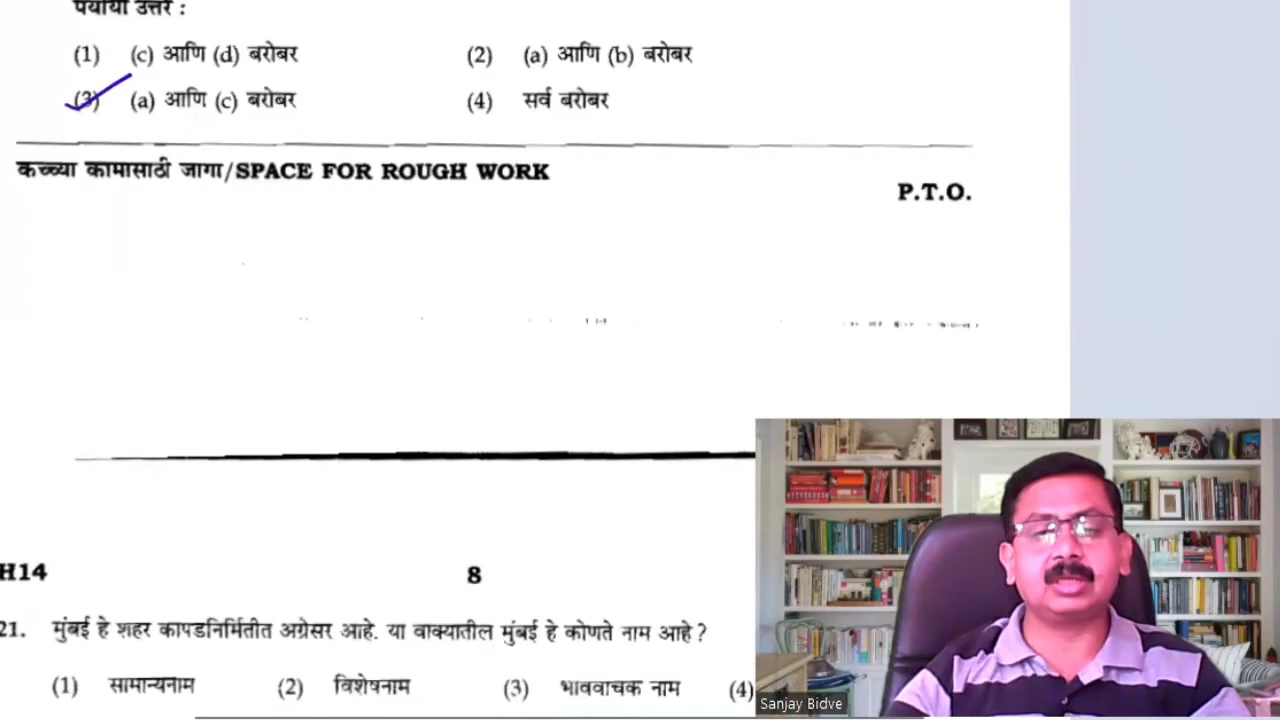 पर्यायी उत्तरे :
(1) (c) आणि (d) बरोबर (2) (a) आणि (b) बरोबर
(3) (a) आणि (c) बरोबर (4) सर्व बरोबर
कच्च्या कामासाठी जागा/SPACE FOR ROUGH WORK
P.T.O.
H14 8
21. मुंबई हे शहर कापडनिर्मितीत अग्रेसर आहे. या वाक्यातील मुंबई हे कोणते नाम आहे ?
(1) सामान्यनाम (2) विशेषनाम (3) भाववाचक नाम (4)
Sanjay Bidve